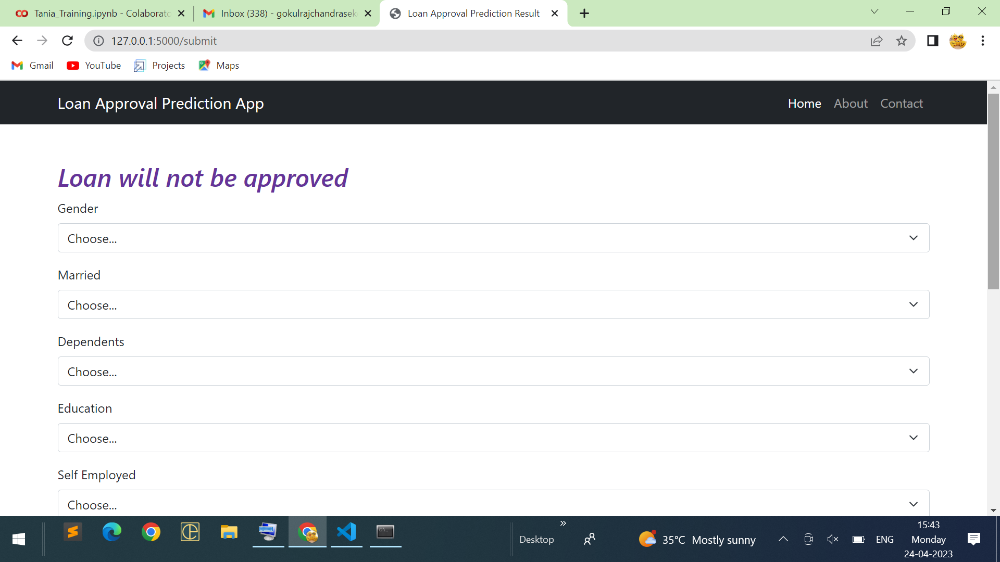 Tania_Training.ipynb - Colaborato
Inbox (338) - gokulrajchandraseka
Loan Approval Prediction Result
127.0.0.1:5000/submit
Gmail
YouTube
Projects
Maps
Loan Approval Prediction App
Home
About
Contact
Loan will not be approved
Gender
Choose...
Married
Choose...
Dependents
Choose...
Education
Choose...
Self Employed
Choose...
Desktop
35°C Mostly sunny
ENG
15:43
Monday
24-04-2023